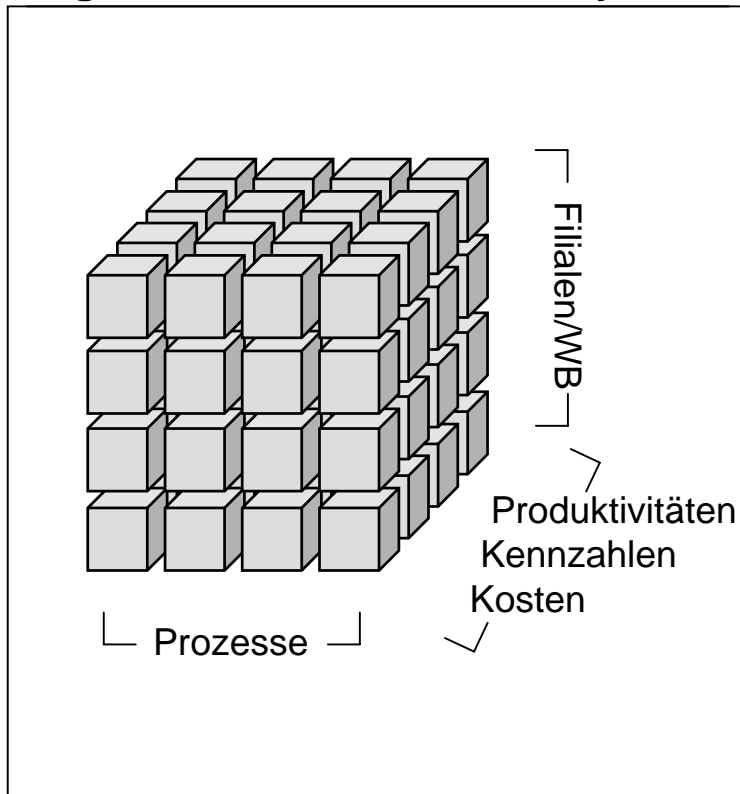 Filialen/WB
Produktivitäten
Kennzahlen
Kosten
Prozesse